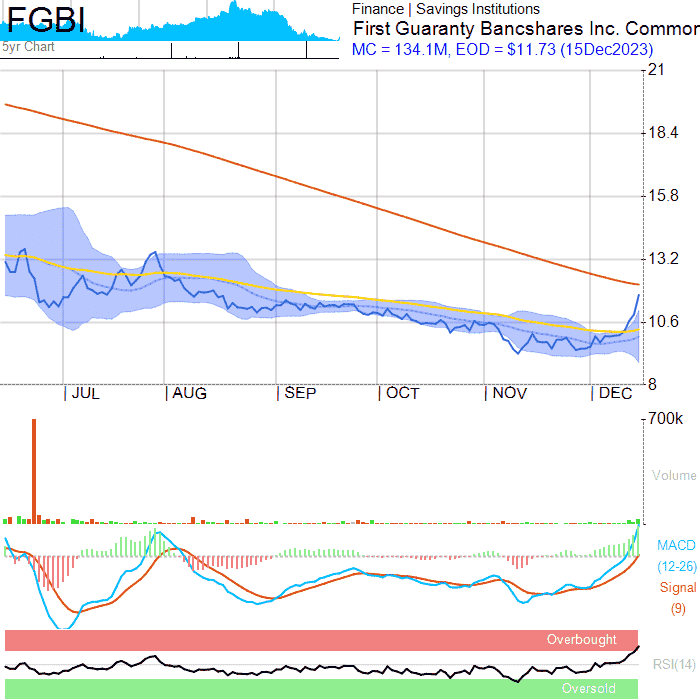 FGBI
5yr Chart
Finance | Savings Institutions
First Guaranty Bancshares Inc. Common
MC = 134.1M, EOD = $11.73 (15Dec2023)
21
18.4
15.8
13.2
10.6
8
JUL
AUG
SEP
OCT
NOV
DEC
700k
Volume
MACD
(12-26)
Signal
(9)
Overbought
RSI(14)
Oversold